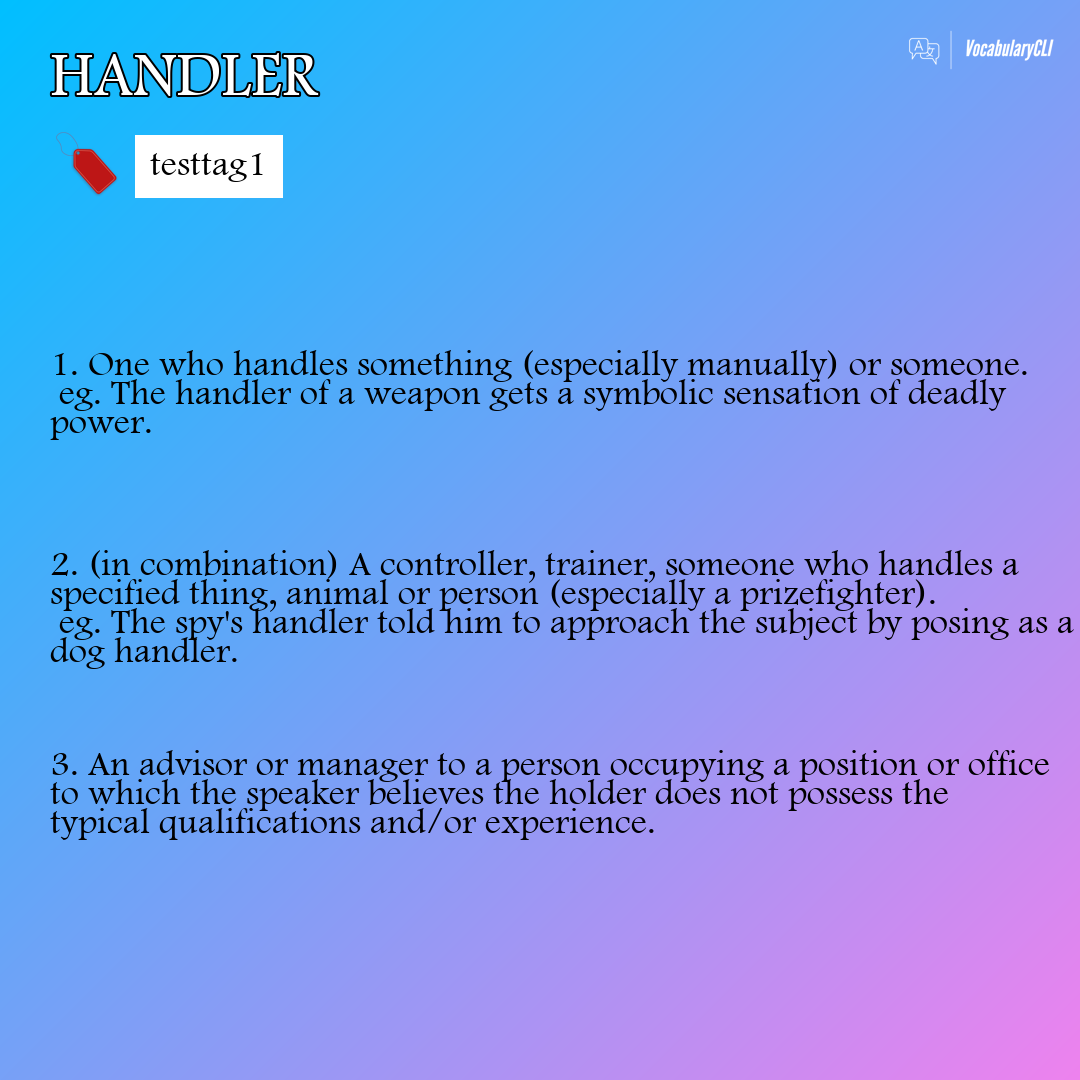 HANDLER
VocabularyCLI
testtag1
1. One who handles something (especially manually) or someone.
eg. The handler of a weapon gets a symbolic sensation of deadly
power.
2. (in combination) A controller, trainer, someone who handles a
specified thing, animal or person (especially a prizefighter).
eg. The spy's handler told him to approach the subject by posing as a
dog handler.
3. An advisor or manager to a person occupying a position or office
to which the speaker believes the holder does not possess the
typical qualifications and/or experience.